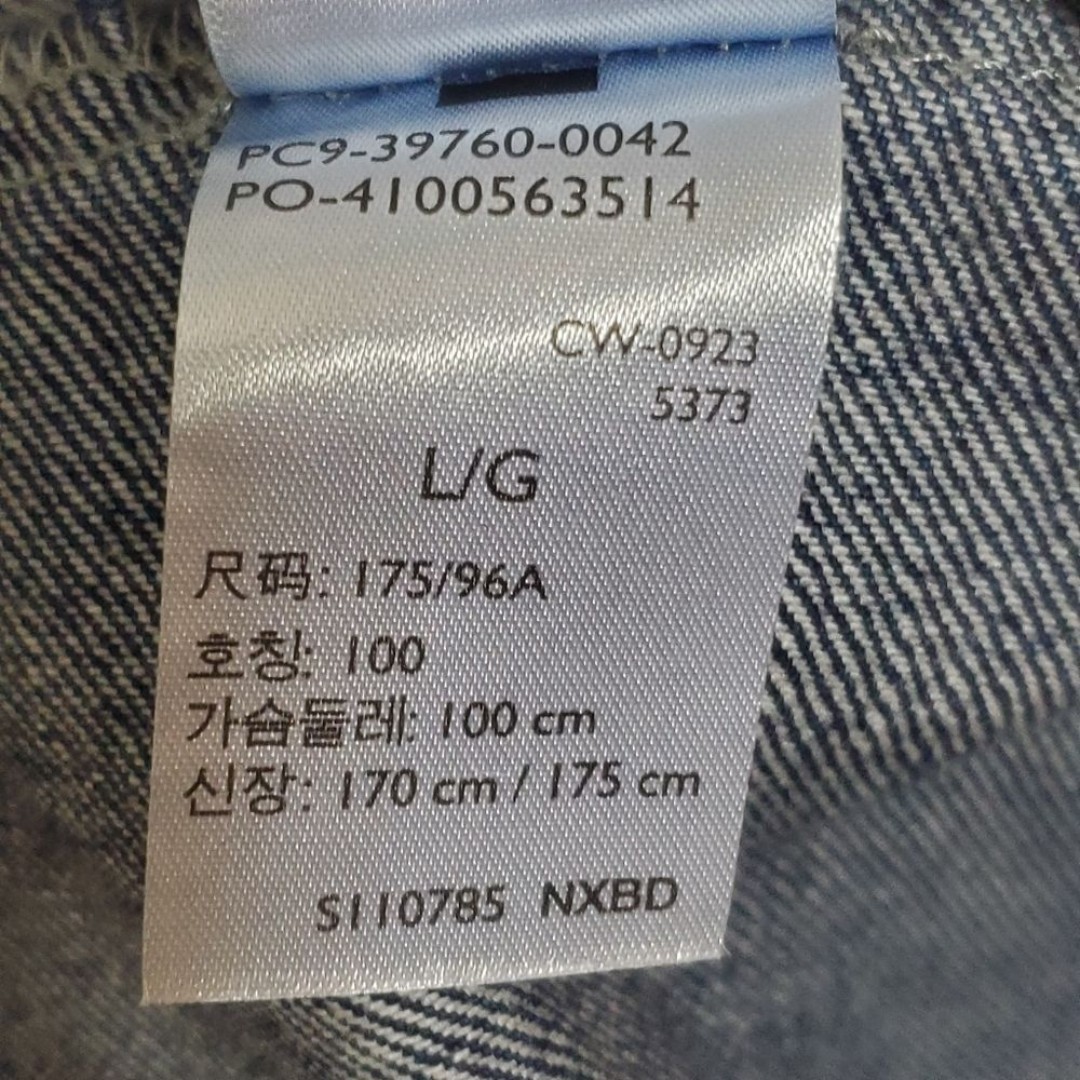 PC9-39760-0042
PO-4100563514
CW-0923
5373
L/G
尺码: 175/96A
호칭: 100
가슴둘레: 100 cm
신장: 170 cm / 175 cm
S110785 NXBD